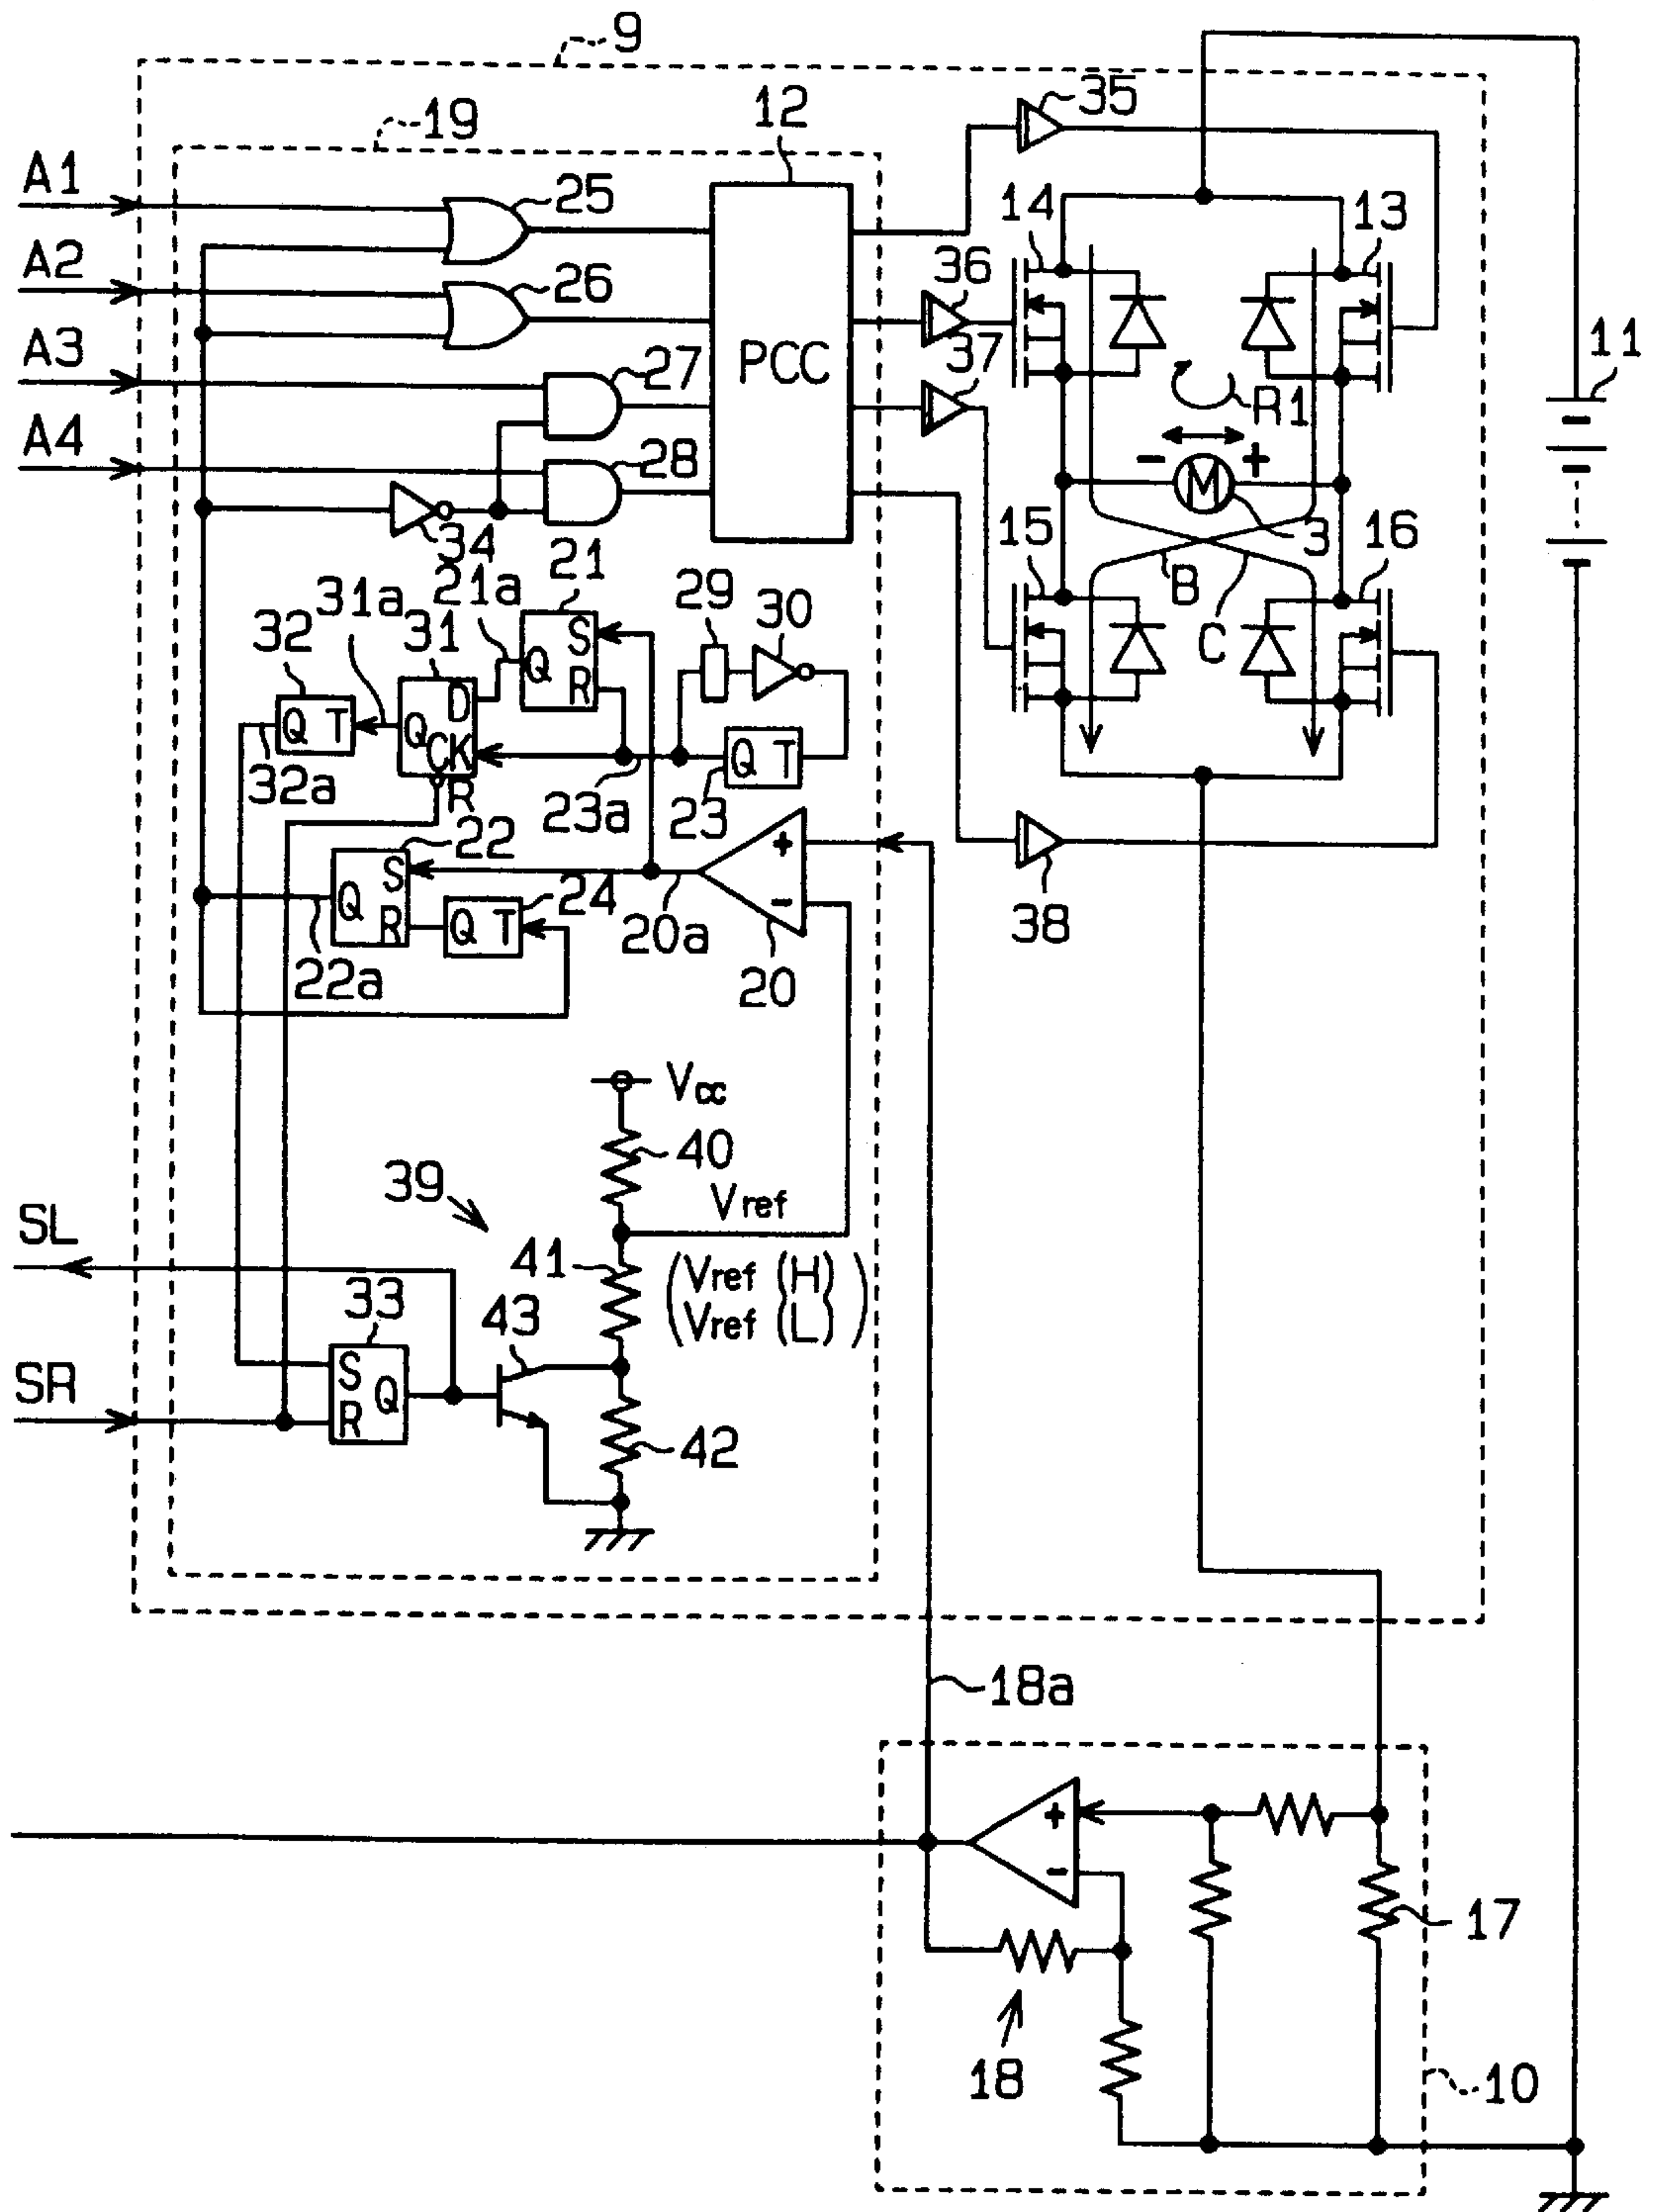 9
19
12
35
A1
25
14
13
A2
36
26
A3
27
37
11
PCC
R1
A4
28
- +
M
34
21
15
3
16
21a
29
30
B
31a
31
C
32
S
Q
R
D
Q T
Q
CK
Q T
R
32a
23a
23
22
+
S
24
-
Q
R
Q T
20a
38
22a
20
Vcc
40
39
Vref
SL
41
(Vref (H)
Vref (L))
33
43
S
Q
R
SR
42
18a
+
-
17
18
10